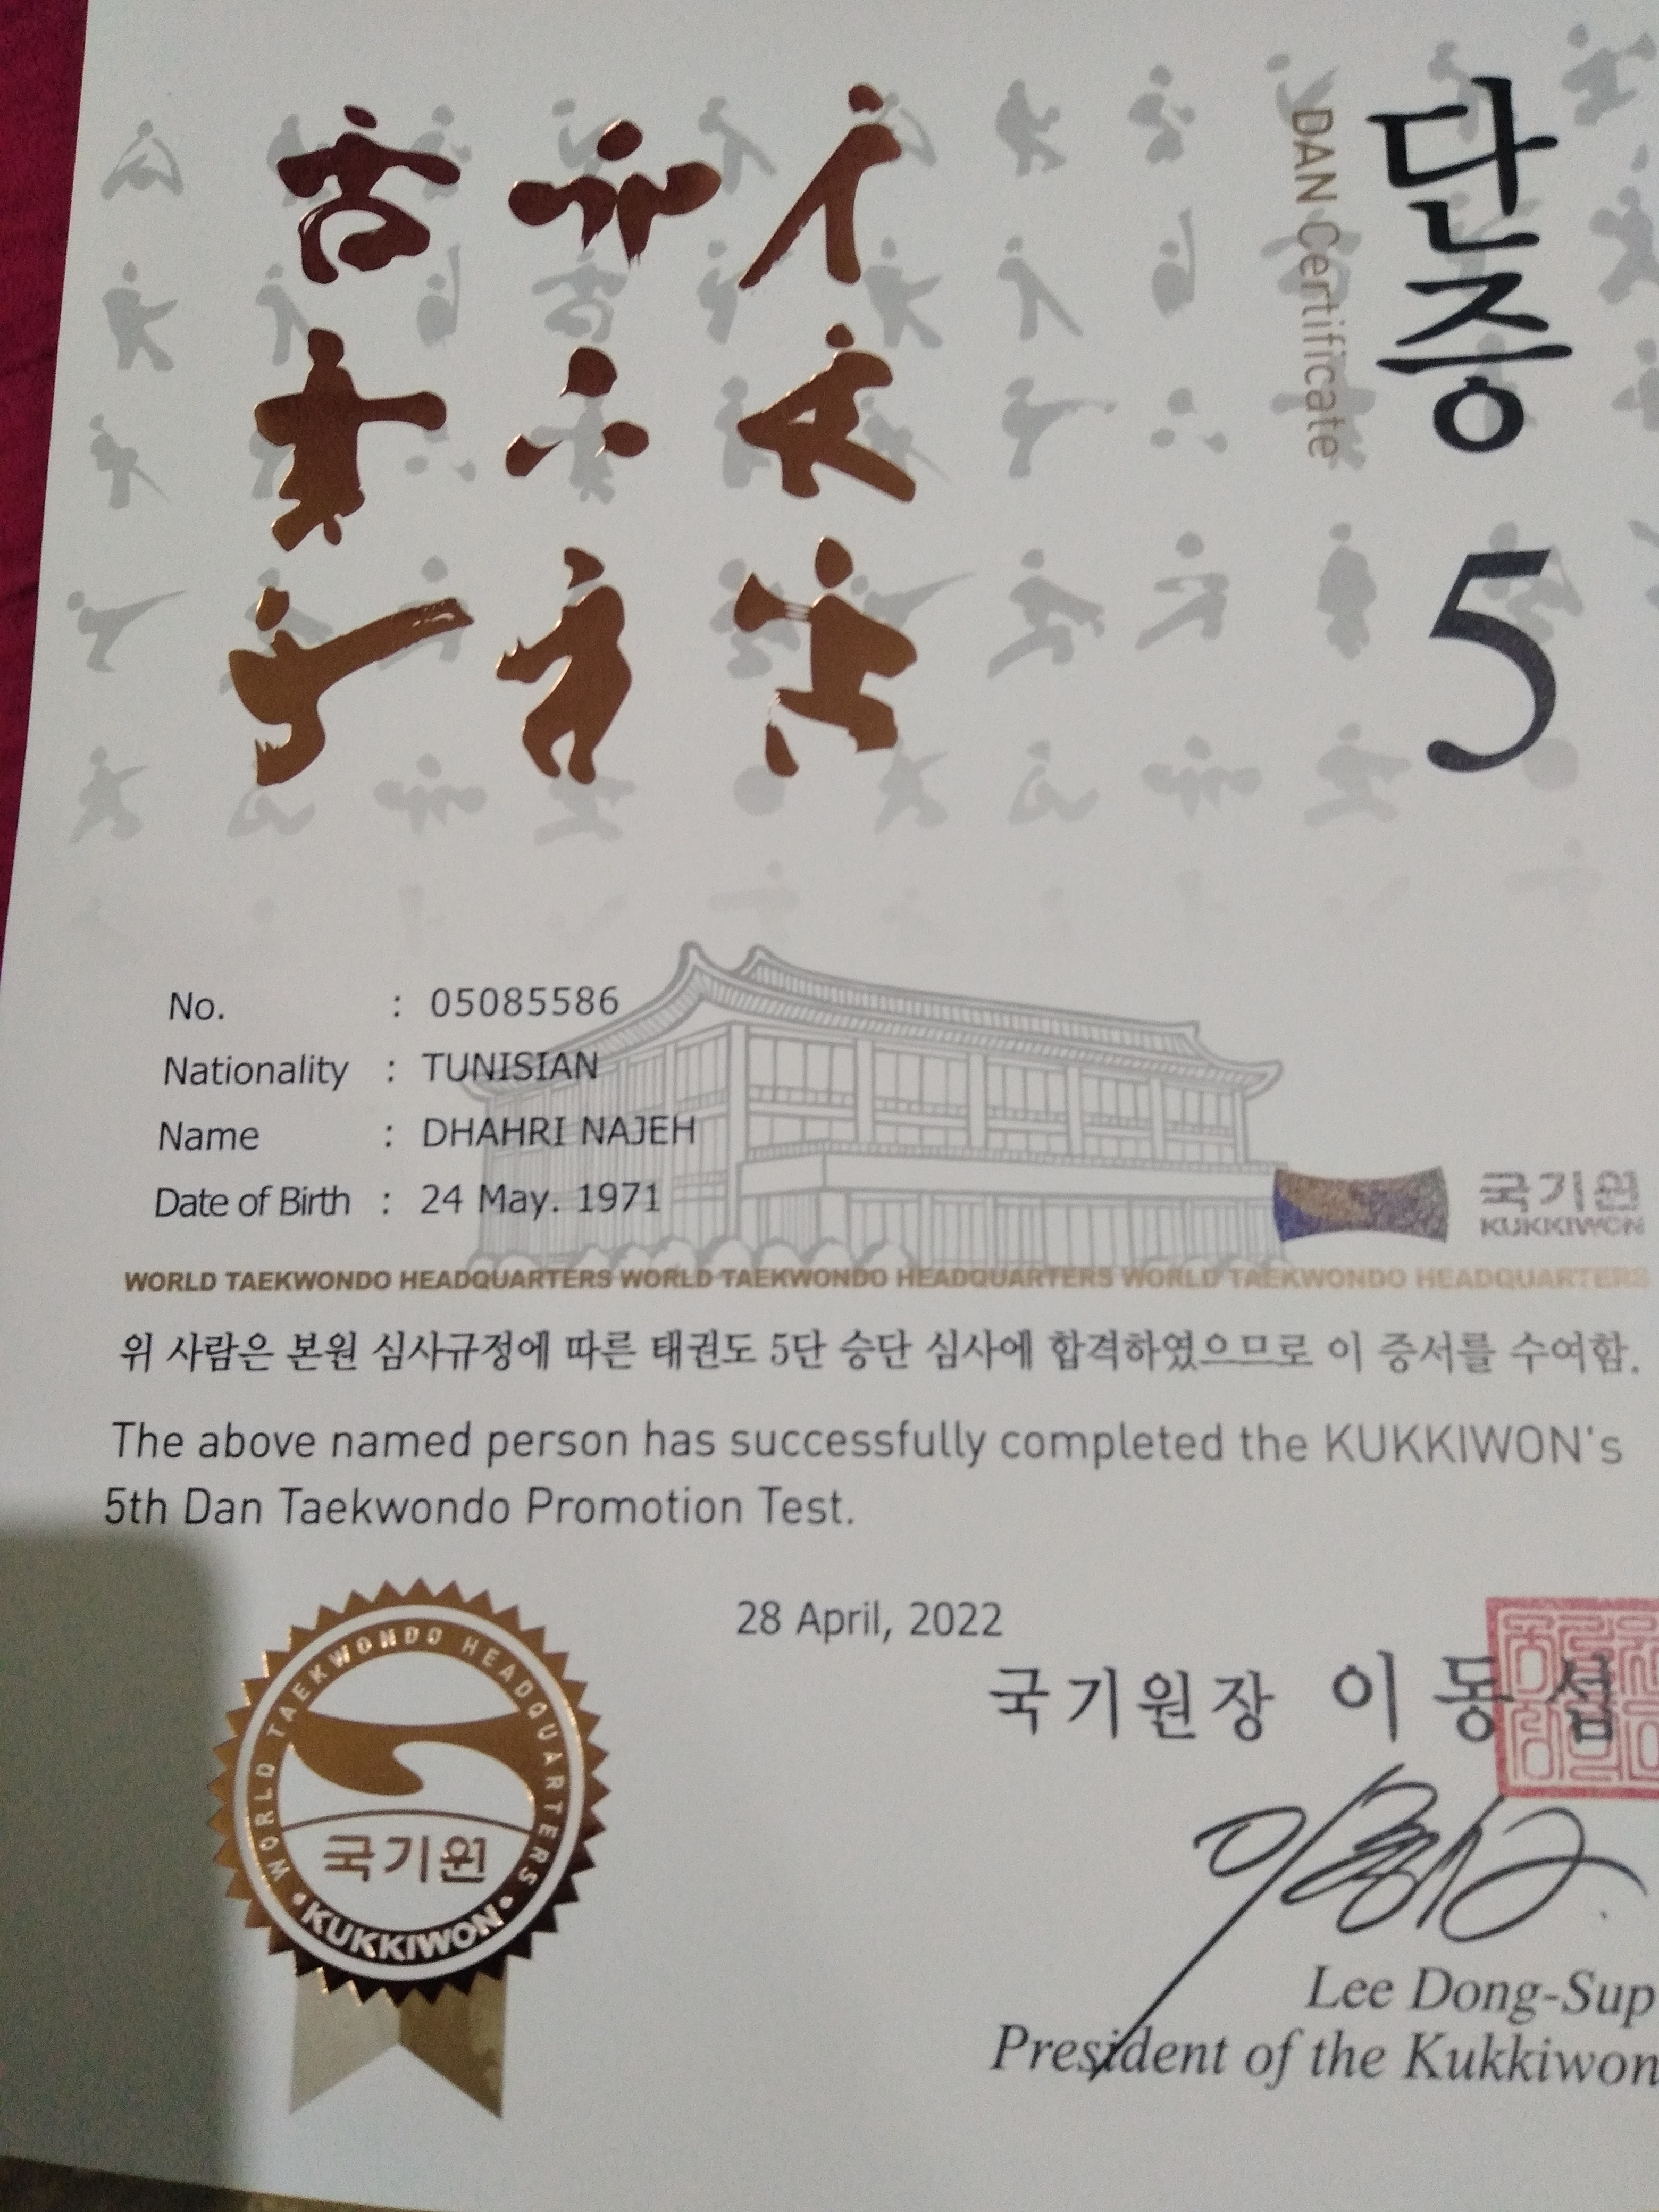 단증
DAN Certificate
5
No. : 05085586
Nationality : TUNISIAN
Name : DHAHRI NAJEH
Date of Birth : 24 May. 1971
국기원
KUKKIWON
WORLD TAEKWONDO HEADQUARTERS WORLD TAEKWONDO HEADQUARTERS WORLD TAEKWONDO HEADQUARTERS
위 사람은 본원 심사규정에 따른 태권도 5단 승단 심사에 합격하였으므로 이 증서를 수여함.
The above named person has successfully completed the KUKKIWON's
5th Dan Taekwondo Promotion Test.
28 April, 2022
국기원장 이동섭
WORLD TAEKWONDO HEADQUARTERS
국기원
KUKKIWON
Lee Dong-Sup
President of the Kukkiwon